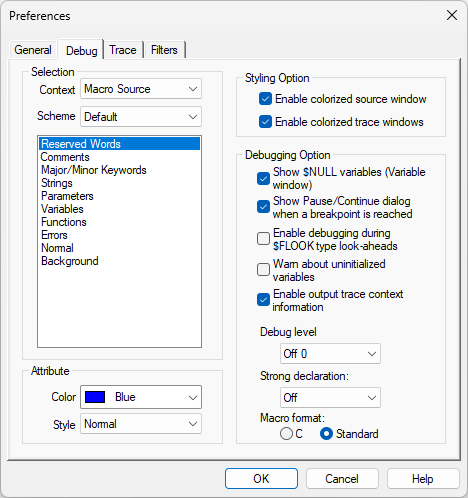 Preferences
General
Debug
Trace
Filters
Selection
Context
Macro Source
Scheme
Default
Reserved Words
Comments
Major/Minor Keywords
Strings
Parameters
Variables
Functions
Errors
Normal
Background
Attribute
Color
Blue
Style
Normal
Styling Option
Enable colorized source window
Enable colorized trace windows
Debugging Option
Show $NULL variables (Variable
window)
Show Pause/Continue dialog
when a breakpoint is reached
Enable debugging during
$FLOOK type look-aheads
Warn about uninitialized
variables
Enable output trace context
information
Debug level
Off 0
Strong declaration:
Off
Macro format:
C
Standard
OK
Cancel
Help